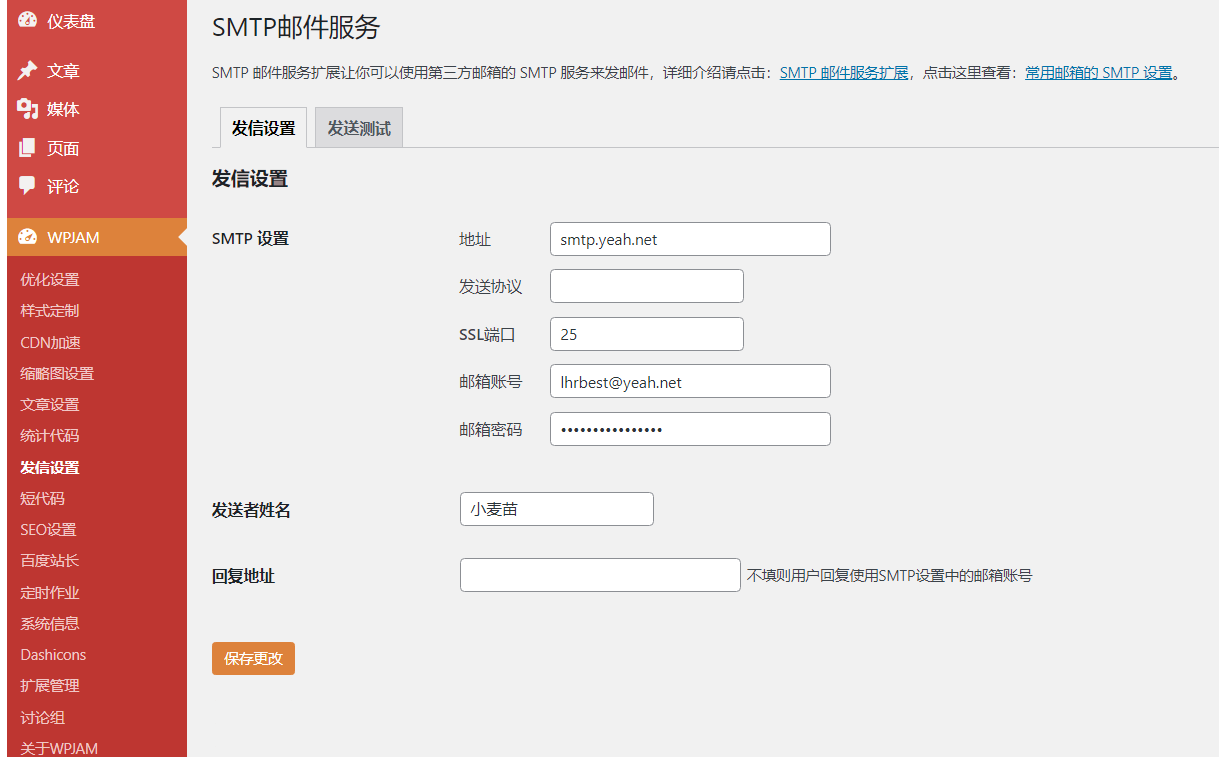 仪表盘
文章
媒体
页面
评论
WPJAM
优化设置
样式定制
CDN加速
缩略图设置
文章设置
统计代码
发信设置
短代码
SEO设置
百度站长
定时作业
系统信息
Dashicons
扩展管理
讨论组
关于WPJAM
SMTP邮件服务
SMTP 邮件服务扩展让你可以使用第三方邮箱的 SMTP 服务来发邮件，详细介绍请点击：SMTP 邮件服务扩展，点击这里查看：常用邮箱的 SMTP 设置。
发信设置 发送测试
发信设置
SMTP 设置 地址 smtp.yeah.net
发送协议
SSL端口 25
邮箱账号 lhrbest@yeah.net
邮箱密码 ••••••••••••••••
发送者姓名 小麦苗
回复地址 不填则用户回复使用SMTP设置中的邮箱账号
保存更改